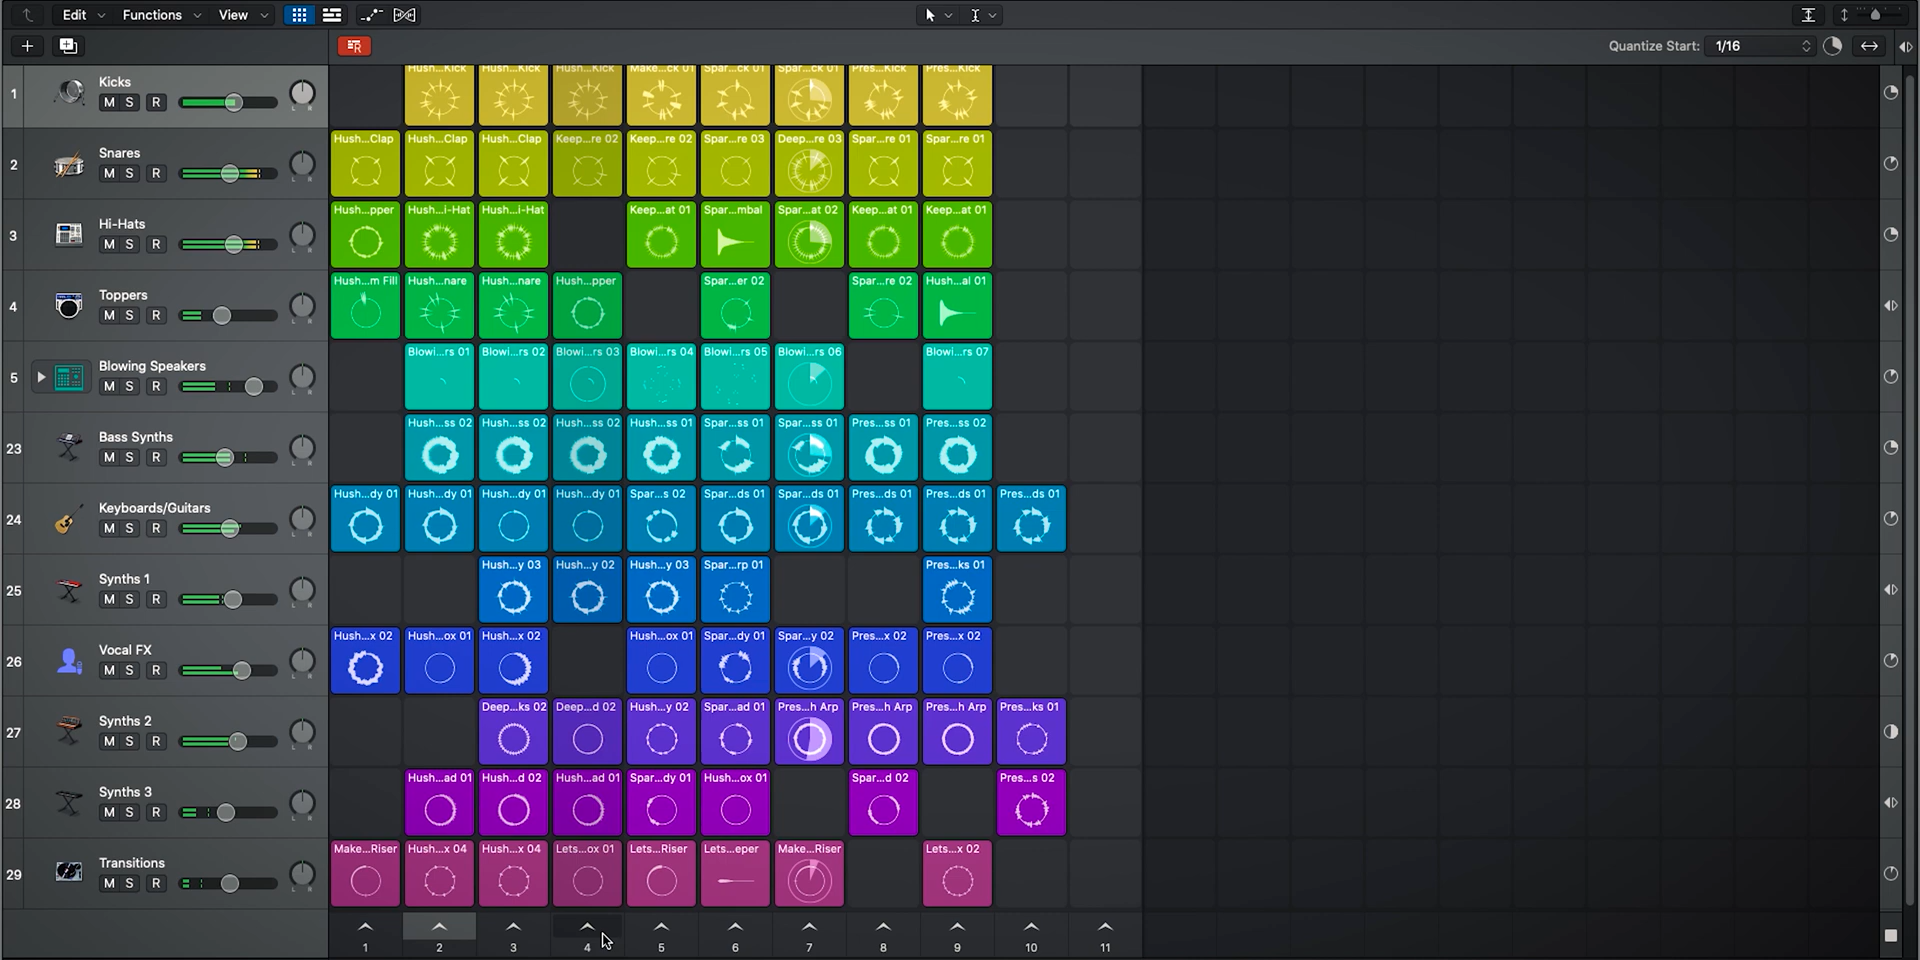 Edit Functions View
Quantize Start: 1/16
1 Kicks M S R L R Hush...Kick Hush...Kick Hush...Kick Make...ck 01 Spar...ck 01 Spar...ck 01 Pres...Kick Pres...Kick
2 Snares M S R L R Hush...Clap Hush...Clap Hush...Clap Keep...re 02 Keep...re 02 Spar...re 03 Deep...re 03 Spar...re 01 Spar...re 01
3 Hi-Hats M S R L R Hush...pper Hush...i-Hat Hush...i-Hat Keep...at 01 Spar...mbal Spar...at 02 Keep...at 01 Keep...at 01
4 Toppers M S R L R Hush...m Fill Hush...nare Hush...nare Hush...pper Spar...er 02 Spar...re 02 Hush...al 01
5 Blowing Speakers M S R L R Blowi...rs 01 Blowi...rs 02 Blowi...rs 03 Blowi...rs 04 Blowi...rs 05 Blowi...rs 06 Blowi...rs 07
23 Bass Synths M S R L R Hush...ss 02 Hush...ss 02 Hush...ss 02 Hush...ss 01 Spar...ss 01 Spar...ss 01 Pres...ss 01 Pres...ss 02
24 Keyboards/Guitars M S R L R Hush...dy 01 Hush...dy 01 Hush...dy 01 Hush...dy 01 Spar...s 02 Spar...ds 01 Spar...ds 01 Pres...ds 01 Pres...ds 01 Pres...ds 01
25 Synths 1 M S R L R Hush...y 03 Hush...y 02 Hush...y 03 Spar...rp 01 Pres...ks 01
26 Vocal FX M S R L R Hush...x 02 Hush...ox 01 Hush...x 02 Hush...ox 01 Spar...dy 01 Spar...y 02 Pres...x 02 Pres...x 02
27 Synths 2 M S R L R Deep...ks 02 Deep...d 02 Hush...y 02 Spar...ad 01 Pres...h Arp Pres...h Arp Pres...h Arp Pres...ks 01
28 Synths 3 M S R L R Hush...ad 01 Hush...d 02 Hush...ad 01 Spar...dy 01 Hush...ox 01 Spar...d 02 Pres...s 02
29 Transitions M S R L R Make...Riser Hush...x 04 Hush...x 04 Lets...ox 01 Lets...Riser Lets...eper Make...Riser Lets...x 02
1 2 3 4 5 6 7 8 9 10 11